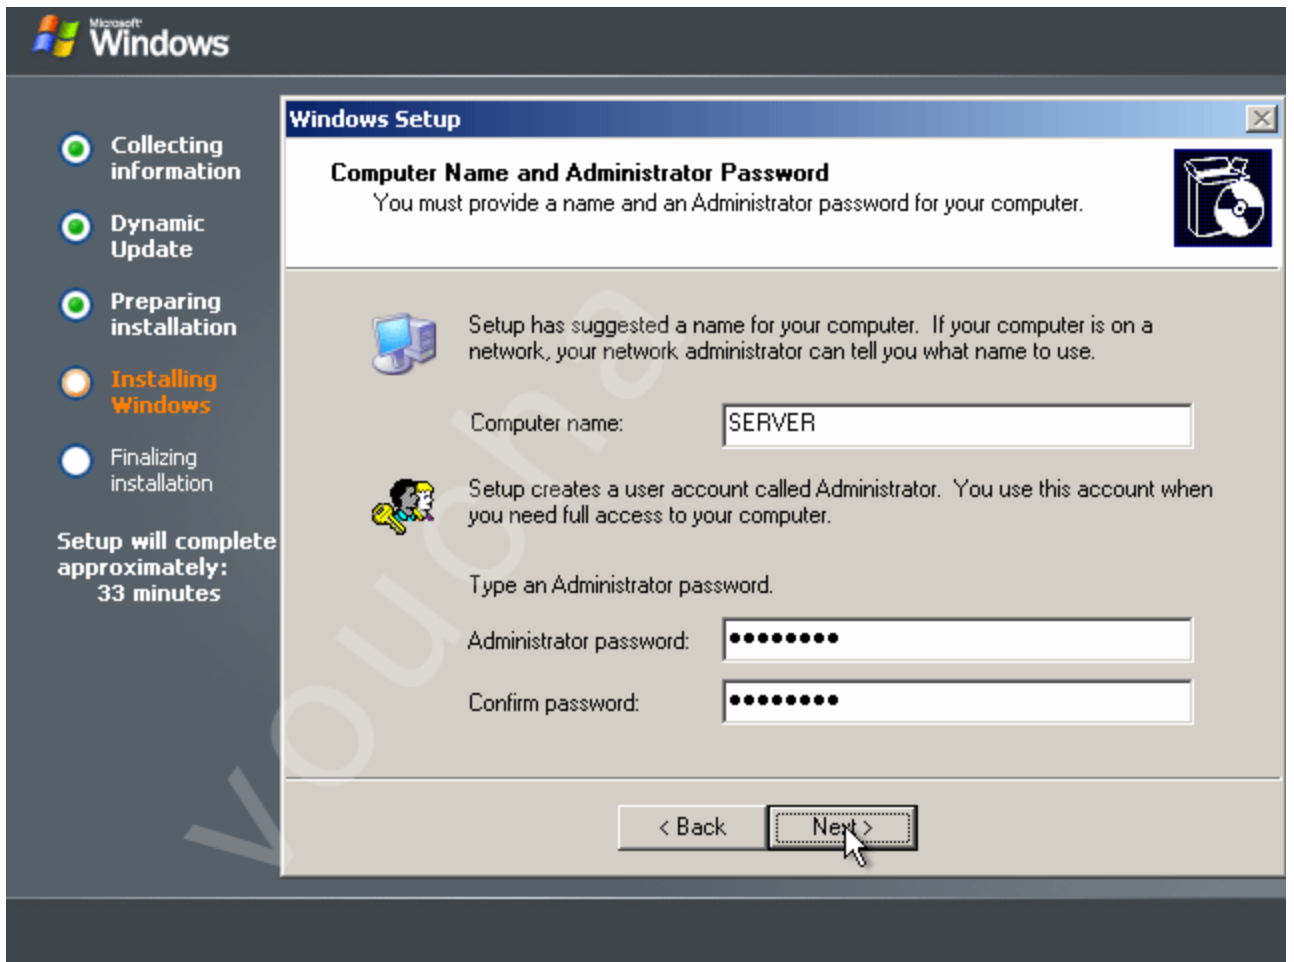 Microsoft
Windows
Collecting
information
Dynamic
Update
Preparing
installation
Installing
Windows
Finalizing
installation
Setup will complete
approximately:
33 minutes
Windows Setup
Computer Name and Administrator Password
You must provide a name and an Administrator password for your computer.
Setup has suggested a name for your computer.  If your computer is on a
network, your network administrator can tell you what name to use.
Computer name: SERVER
Setup creates a user account called Administrator.  You use this account when
you need full access to your computer.
Type an Administrator password.
Administrator password: ●●●●●●●●
Confirm password: ●●●●●●●●
< Back Next >
vouoha